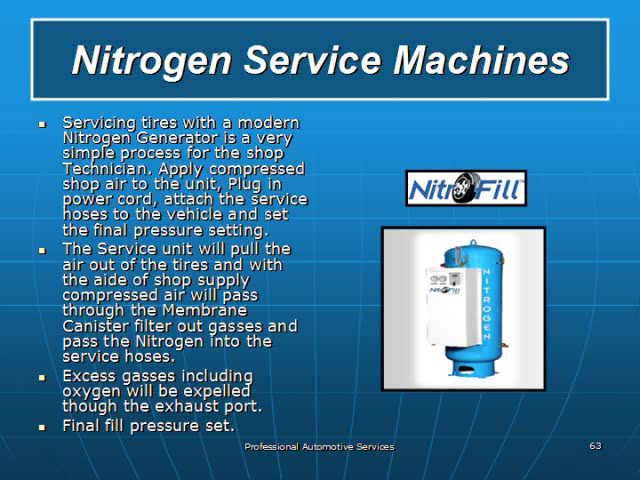 Nitrogen Service Machines
Servicing tires with a modern
Nitrogen Generator is a very
simple process for the shop
Technician. Apply compressed
shop air to the unit, Plug in
power cord, attach the service
hoses to the vehicle and set
the final pressure setting.
The Service unit will pull the
air out of the tires and with
the aide of shop supply
compressed air will pass
through the Membrane
Canister filter out gasses and
pass the Nitrogen into the
service hoses.
Excess gasses including
oxygen will be expelled
though the exhaust port.
Final fill pressure set.
NitroFill™
NitroFill
NITROGEN
Professional Automotive Services
63